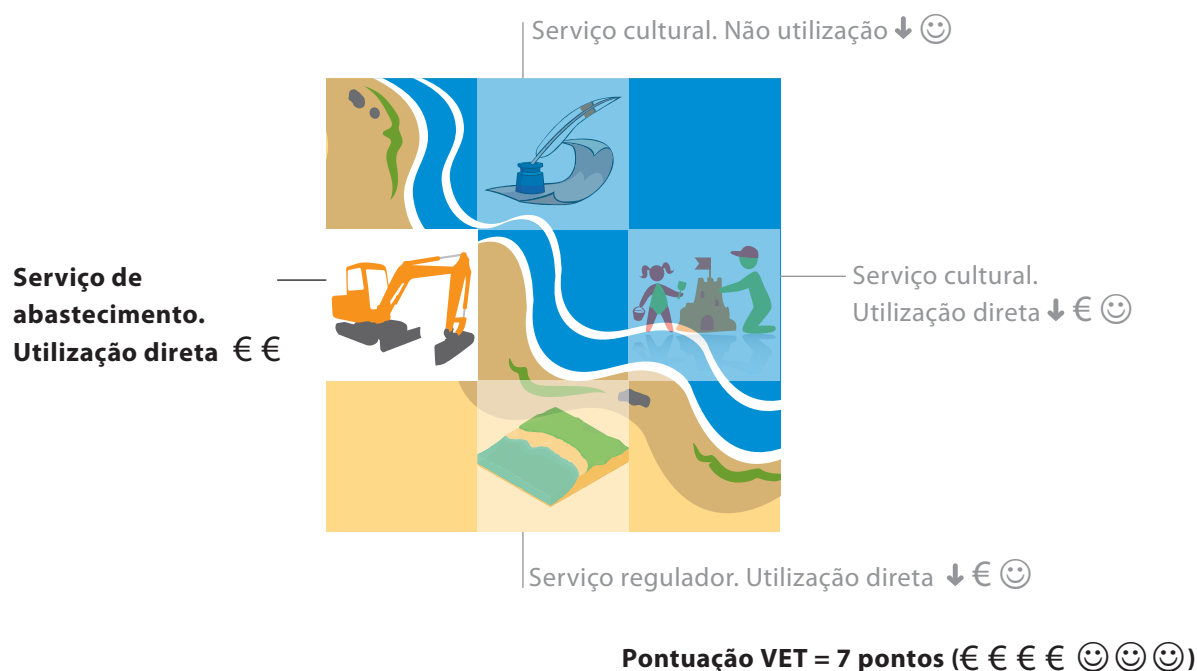 Serviço cultural. Não utilização ↓ ☺
Serviço de
abastecimento.
Utilização direta € €
Serviço cultural.
Utilização direta ↓ € ☺
Serviço regulador. Utilização direta ↓ € ☺
Pontuação VET = 7 pontos (€ € € € ☺ ☺ ☺)